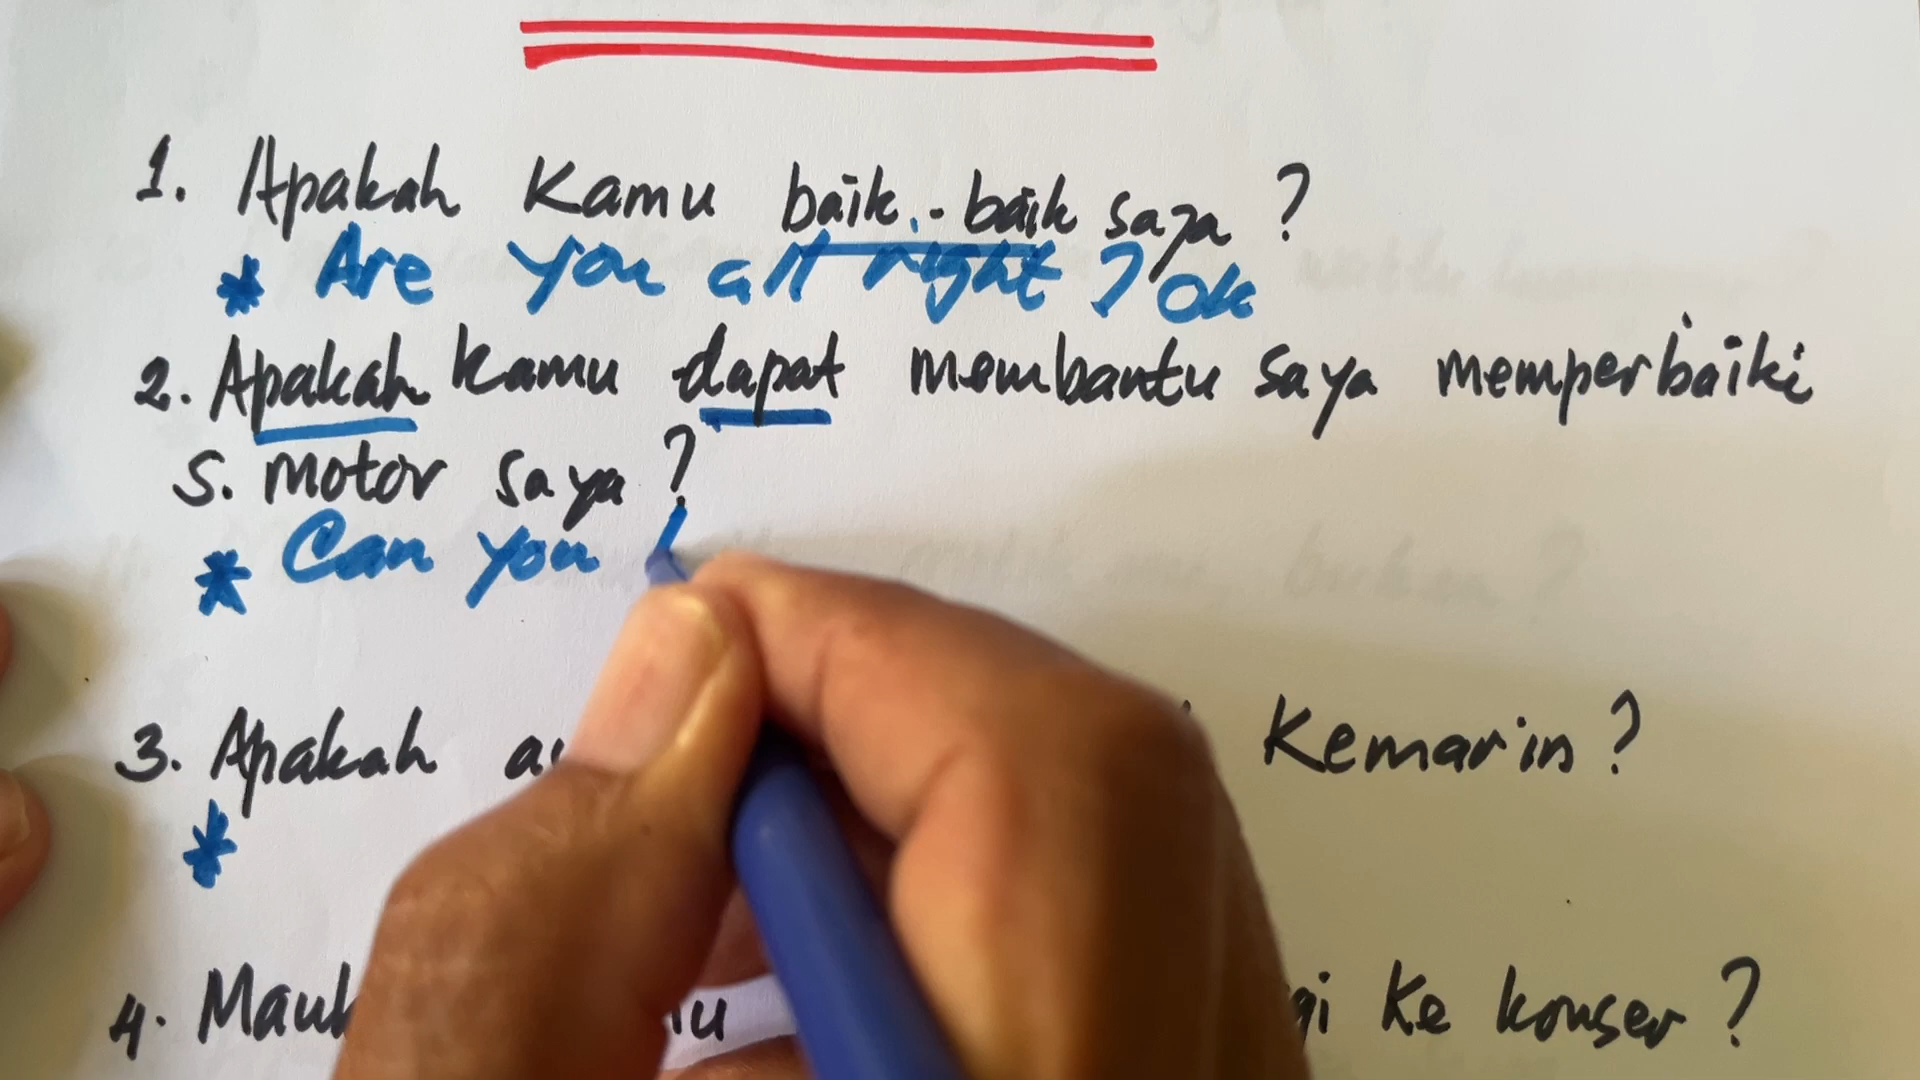 1. Apakah Kamu baik - baik saja ?
* Are you all right ? Ok
2. Apakah kamu dapat membantu saya memperbaiki
S. motor saya ?
* Can you
3. Apakah Kemarin ?
*
4. Ke konser ?